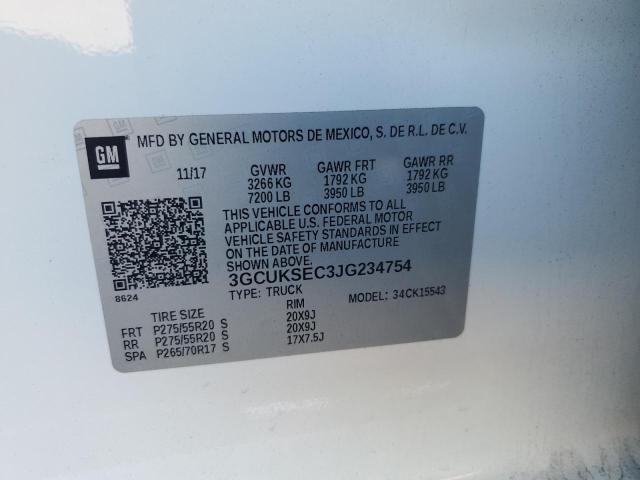 GM
MFD BY GENERAL MOTORS DE MEXICO, S. DE R.L. DE C.V.
11/17 GVWR GAWR FRT GAWR RR
3266 KG 1792 KG 1792 KG
7200 LB 3950 LB 3950 LB
THIS VEHICLE CONFORMS TO ALL
APPLICABLE U.S. FEDERAL MOTOR
VEHICLE SAFETY STANDARDS IN EFFECT
ON THE DATE OF MANUFACTURE SHOWN ABOVE.
3GCUKSEC3JG234754
8624
TYPE: TRUCK MODEL: 34CK15543
TIRE SIZE RIM
FRT P275/55R20 S 20X9J
RR P275/55R20 S 20X9J
SPA P265/70R17 S 17X7.5J